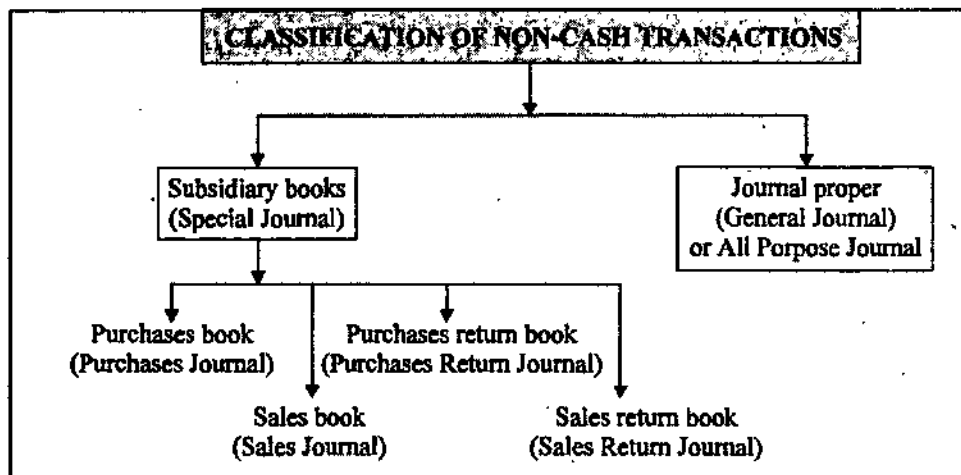 CLASSIFICATION OF NON-CASH TRANSACTIONS
Subsidiary books
(Special Journal)
Journal proper
(General Journal)
or All Porpose Journal
Purchases book
(Purchases Journal)
Purchases return book
(Purchases Return Journal)
Sales book
(Sales Journal)
Sales return book
(Sales Return Journal)